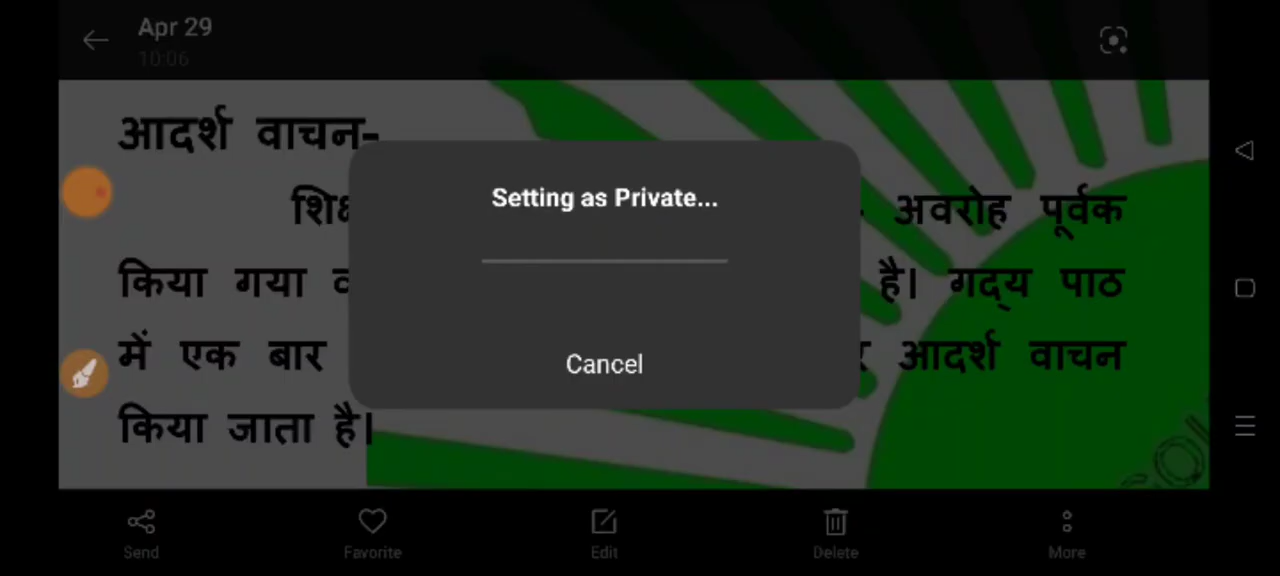 Apr 29
10:06
आदर्श वाचन-
अवरोह पूर्वक
किया गया है। गद्य पाठ
में एक बार आदर्श वाचन
किया जाता है।
Setting as Private...
Cancel
Send Favorite Edit Delete More